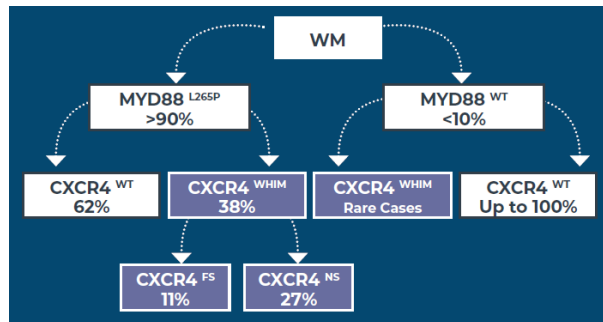 WM
MYD88 L265P
>90%
MYD88 WT
<10%
CXCR4 WT
62%
CXCR4 WHIM
38%
CXCR4 WHIM
Rare Cases
CXCR4 WT
Up to 100%
CXCR4 FS
11%
CXCR4 NS
27%